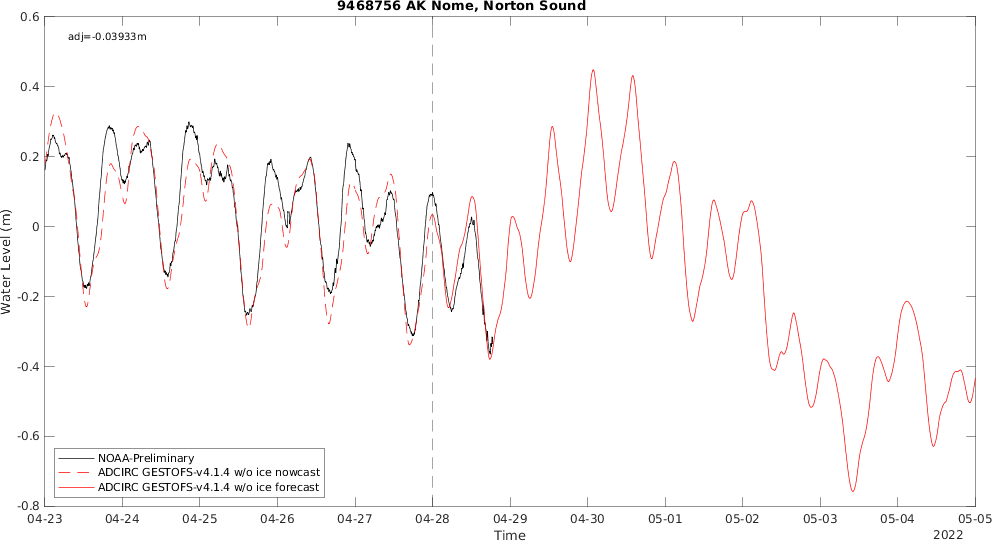 9468756 AK Nome, Norton Sound
adj=-0.03933m
0.6
0.4
0.2
0
-0.2
-0.4
-0.6
-0.8
Water Level (m)
NOAA-Preliminary
ADCIRC GESTOFS-v4.1.4 w/o ice nowcast
ADCIRC GESTOFS-v4.1.4 w/o ice forecast
04-23 04-24 04-25 04-26 04-27 04-28 04-29 04-30 05-01 05-02 05-03 05-04 05-05
Time
2022